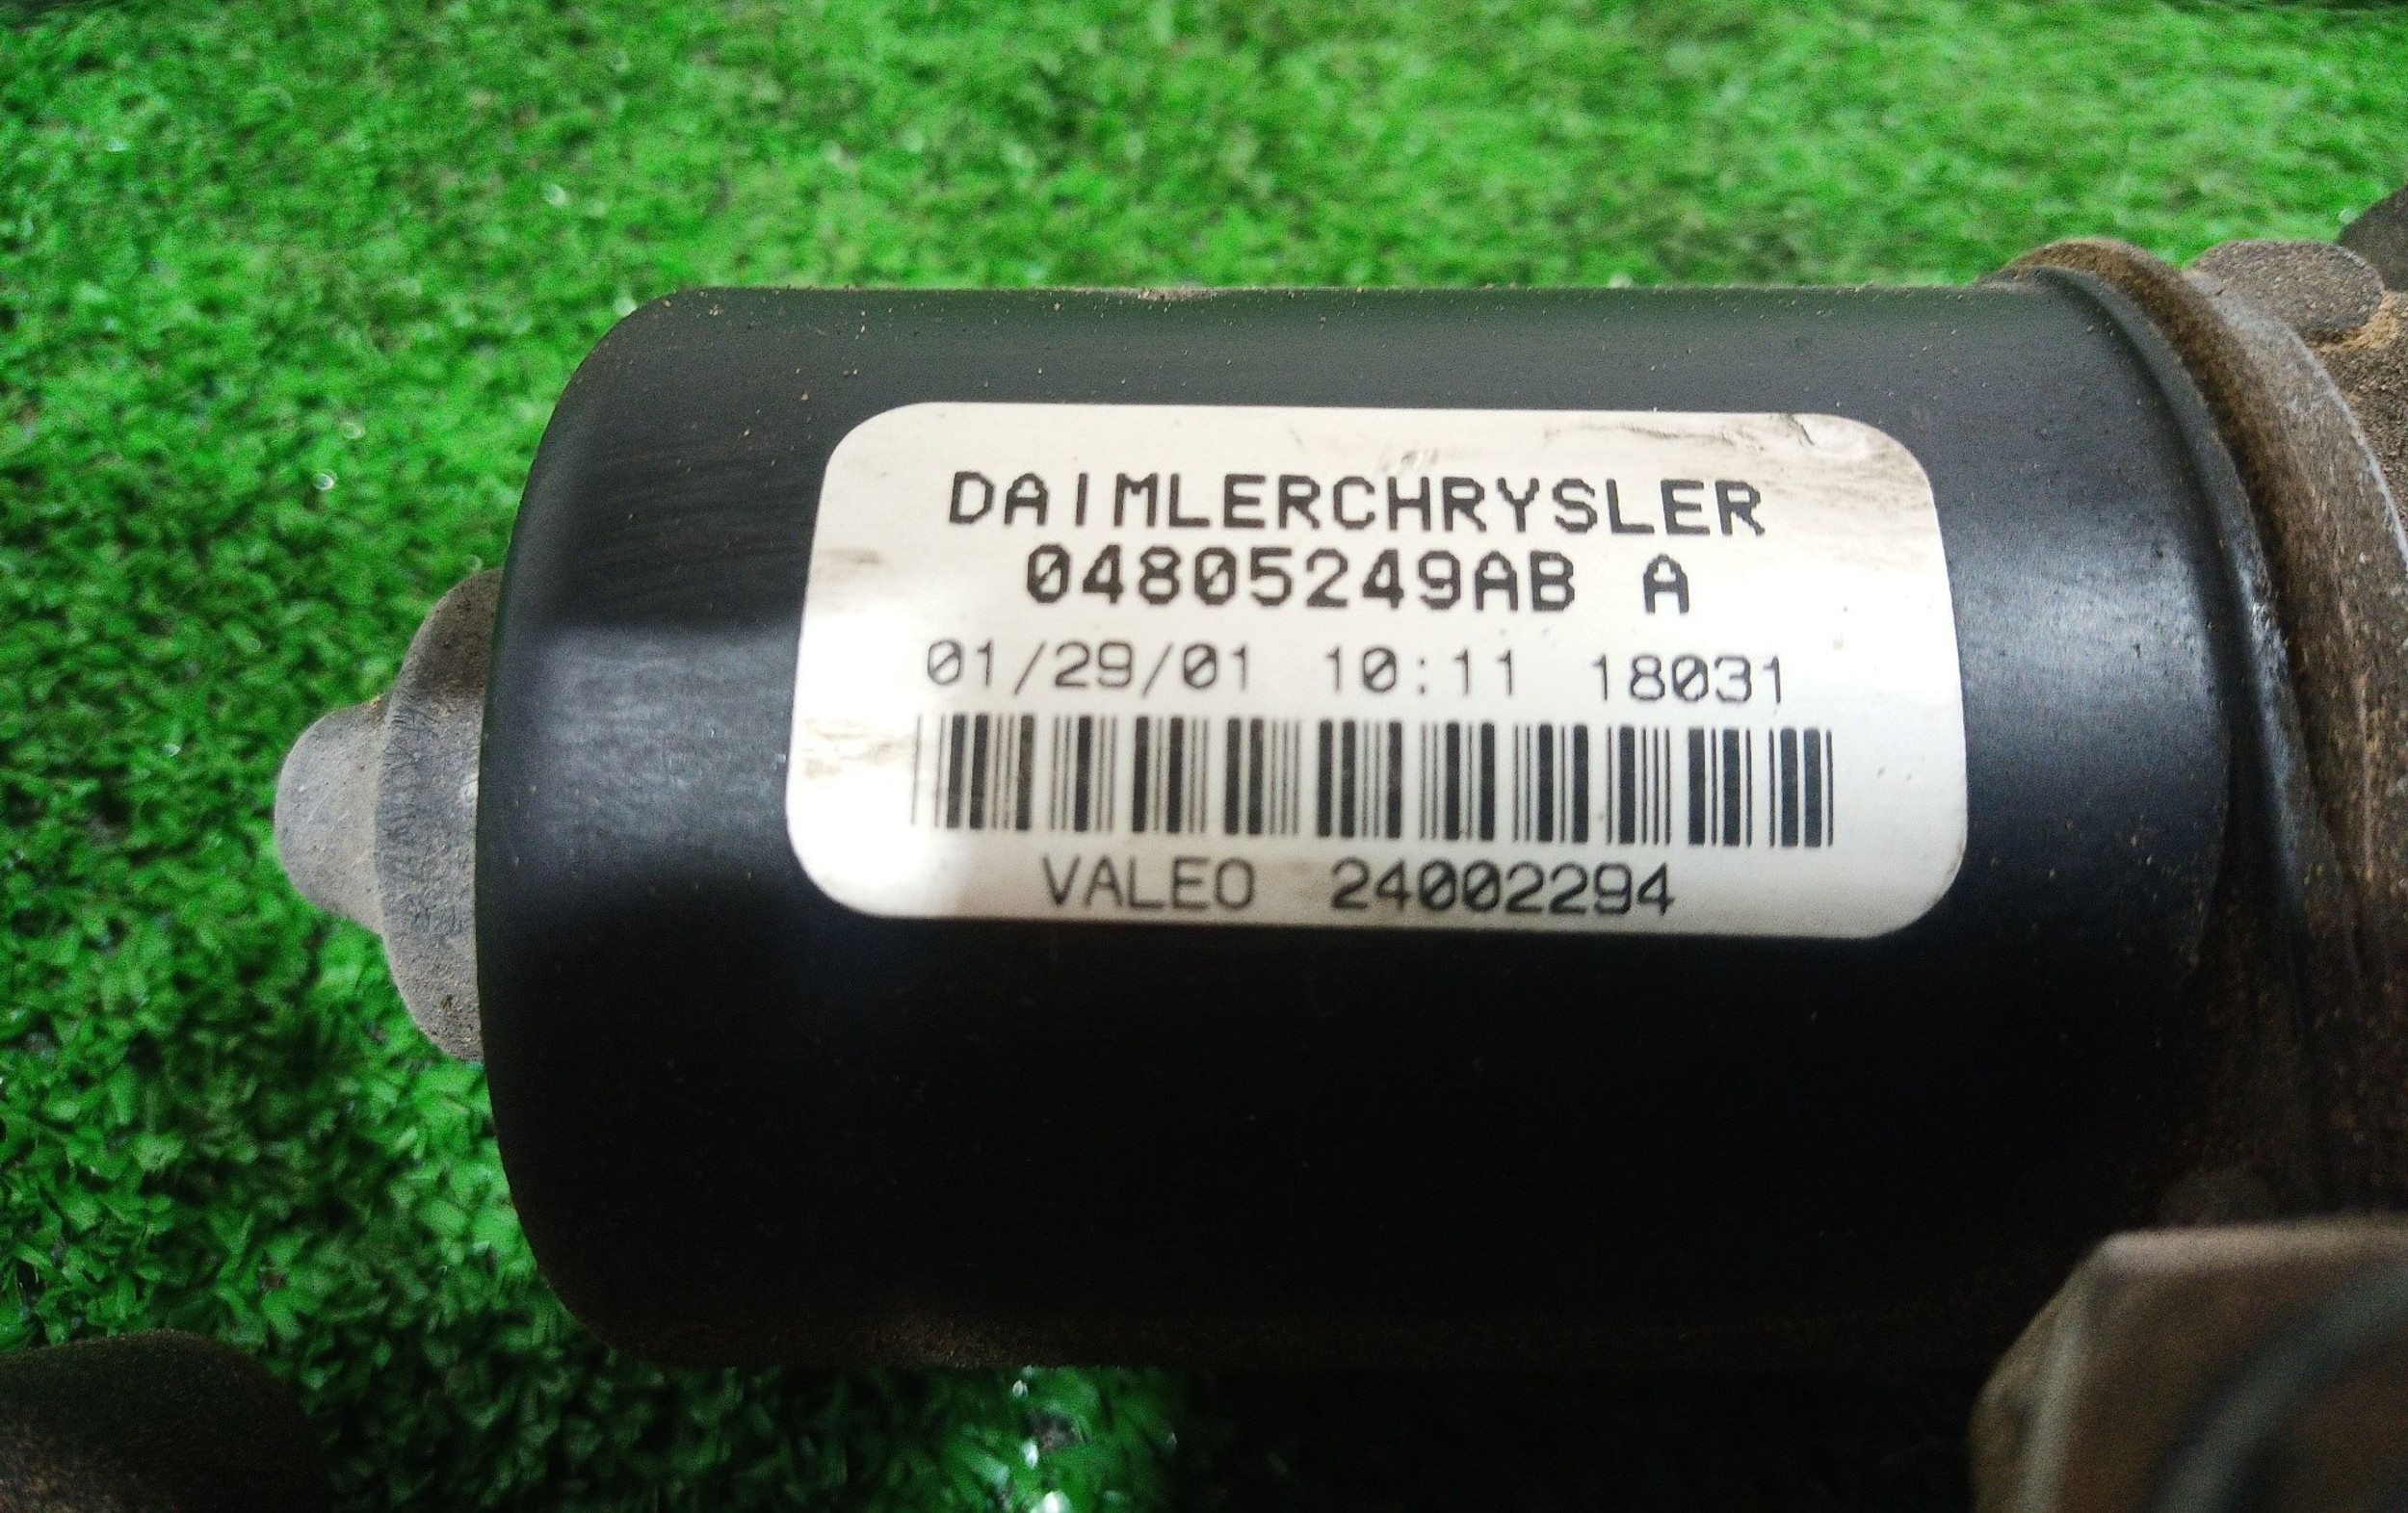 DAIMLERCHRYSLER
04805249AB A
01/29/01 10:11 18031
VALEO 24002294